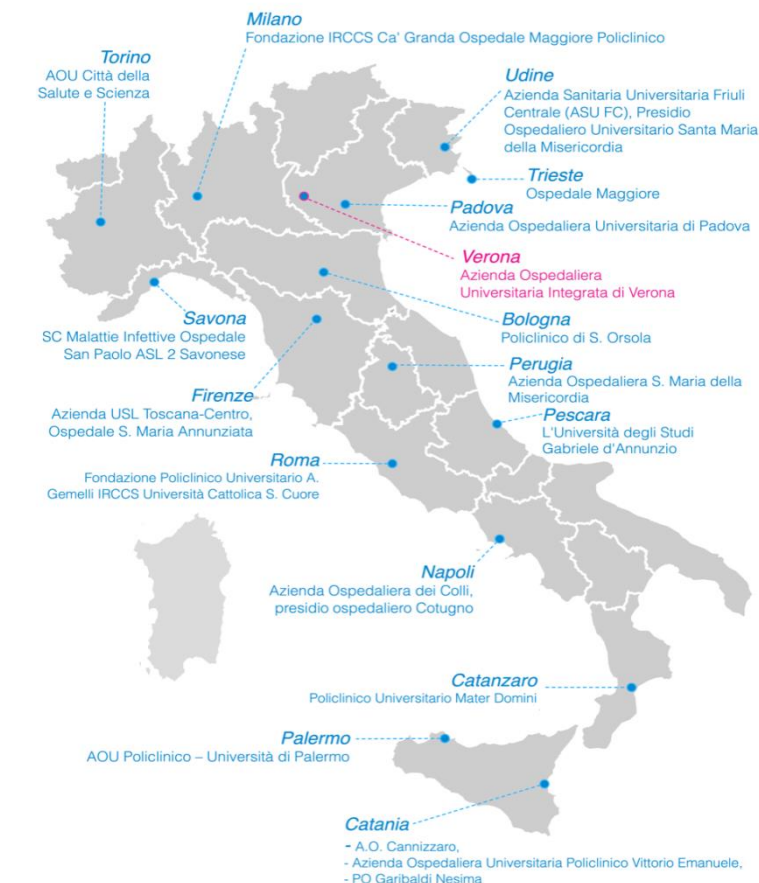 Milano
Fondazione IRCCS Ca' Granda Ospedale Maggiore Policlinico
Torino
AOU Città della
Salute e Scienza
Udine
Azienda Sanitaria Universitaria Friuli
Centrale (ASU FC), Presidio
Ospedaliero Universitario Santa Maria
della Misericordia
Trieste
Ospedale Maggiore
Padova
Azienda Ospedaliera Universitaria di Padova
Verona
Azienda Ospedaliera
Universitaria Integrata di Verona
Savona
SC Malattie Infettive Ospedale
San Paolo ASL 2 Savonese
Bologna
Policlinico di S. Orsola
Perugia
Azienda Ospedaliera S. Maria della
Misericordia
Firenze
Azienda USL Toscana-Centro,
Ospedale S. Maria Annunziata
Pescara
L'Università degli Studi
Gabriele d'Annunzio
Roma
Fondazione Policlinico Universitario A.
Gemelli IRCCS Università Cattolica S. Cuore
Napoli
Azienda Ospedaliera dei Colli,
presidio ospedaliero Cotugno
Catanzaro
Policlinico Universitario Mater Domini
Palermo
AOU Policlinico – Università di Palermo
Catania
- A.O. Cannizzaro,
- Azienda Ospedaliera Universitaria Policlinico Vittorio Emanuele,
- PO Garibaldi Nesima